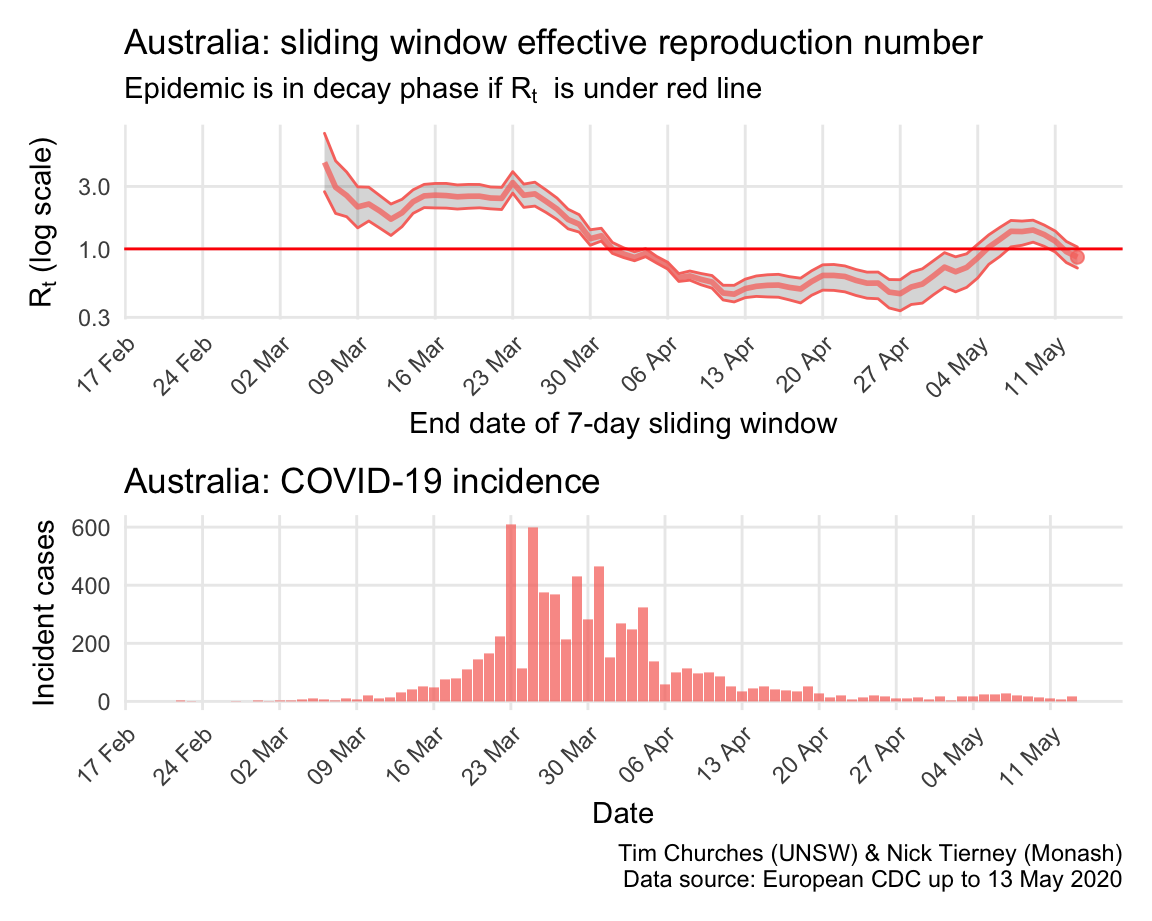 Australia: sliding window effective reproduction number
Epidemic is in decay phase if Rt is under red line
Rt (log scale)
3.0
1.0
0.3
17 Feb
24 Feb
02 Mar
09 Mar
16 Mar
23 Mar
30 Mar
06 Apr
13 Apr
20 Apr
27 Apr
04 May
11 May
End date of 7-day sliding window
Australia: COVID-19 incidence
Incident cases
600
400
200
0
17 Feb
24 Feb
02 Mar
09 Mar
16 Mar
23 Mar
30 Mar
06 Apr
13 Apr
20 Apr
27 Apr
04 May
11 May
Date
Tim Churches (UNSW) & Nick Tierney (Monash)
Data source: European CDC up to 13 May 2020